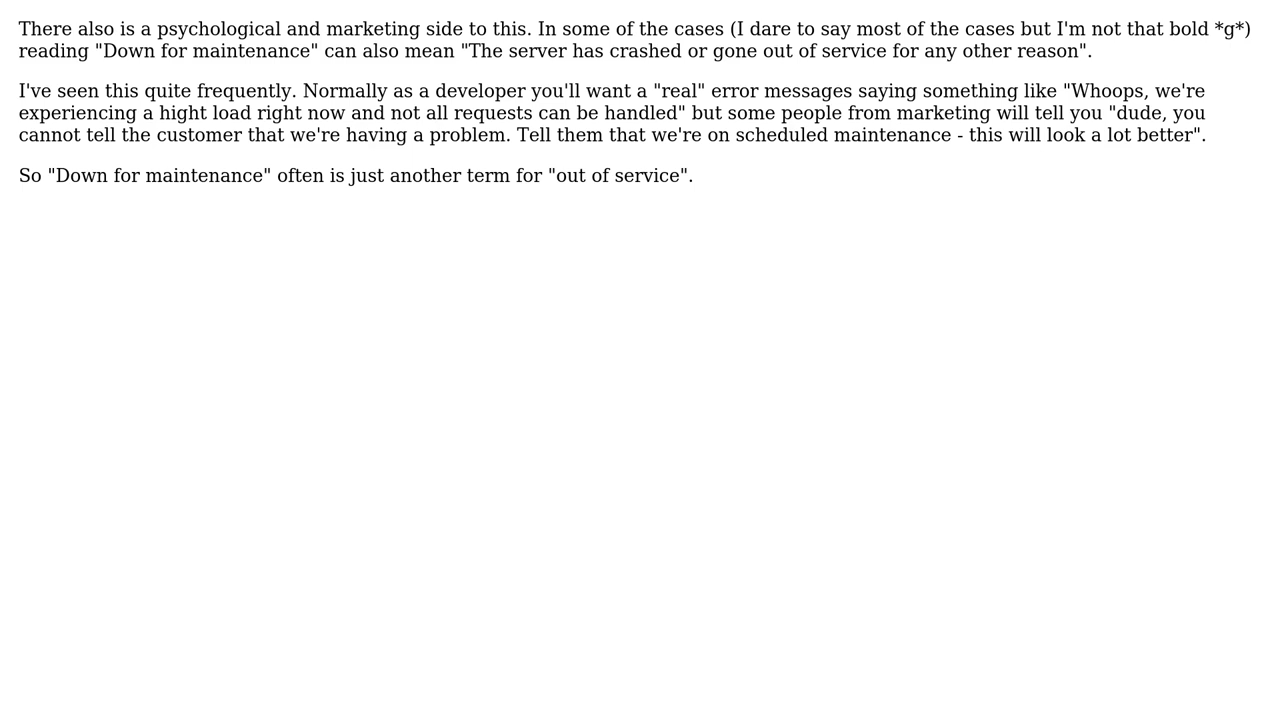 There also is a psychological and marketing side to this. In some of the cases (I dare to say most of the cases but I'm not that bold *g*)
reading "Down for maintenance" can also mean "The server has crashed or gone out of service for any other reason".
I've seen this quite frequently. Normally as a developer you'll want a "real" error messages saying something like "Whoops, we're
experiencing a hight load right now and not all requests can be handled" but some people from marketing will tell you "dude, you
cannot tell the customer that we're having a problem. Tell them that we're on scheduled maintenance - this will look a lot better".
So "Down for maintenance" often is just another term for "out of service".